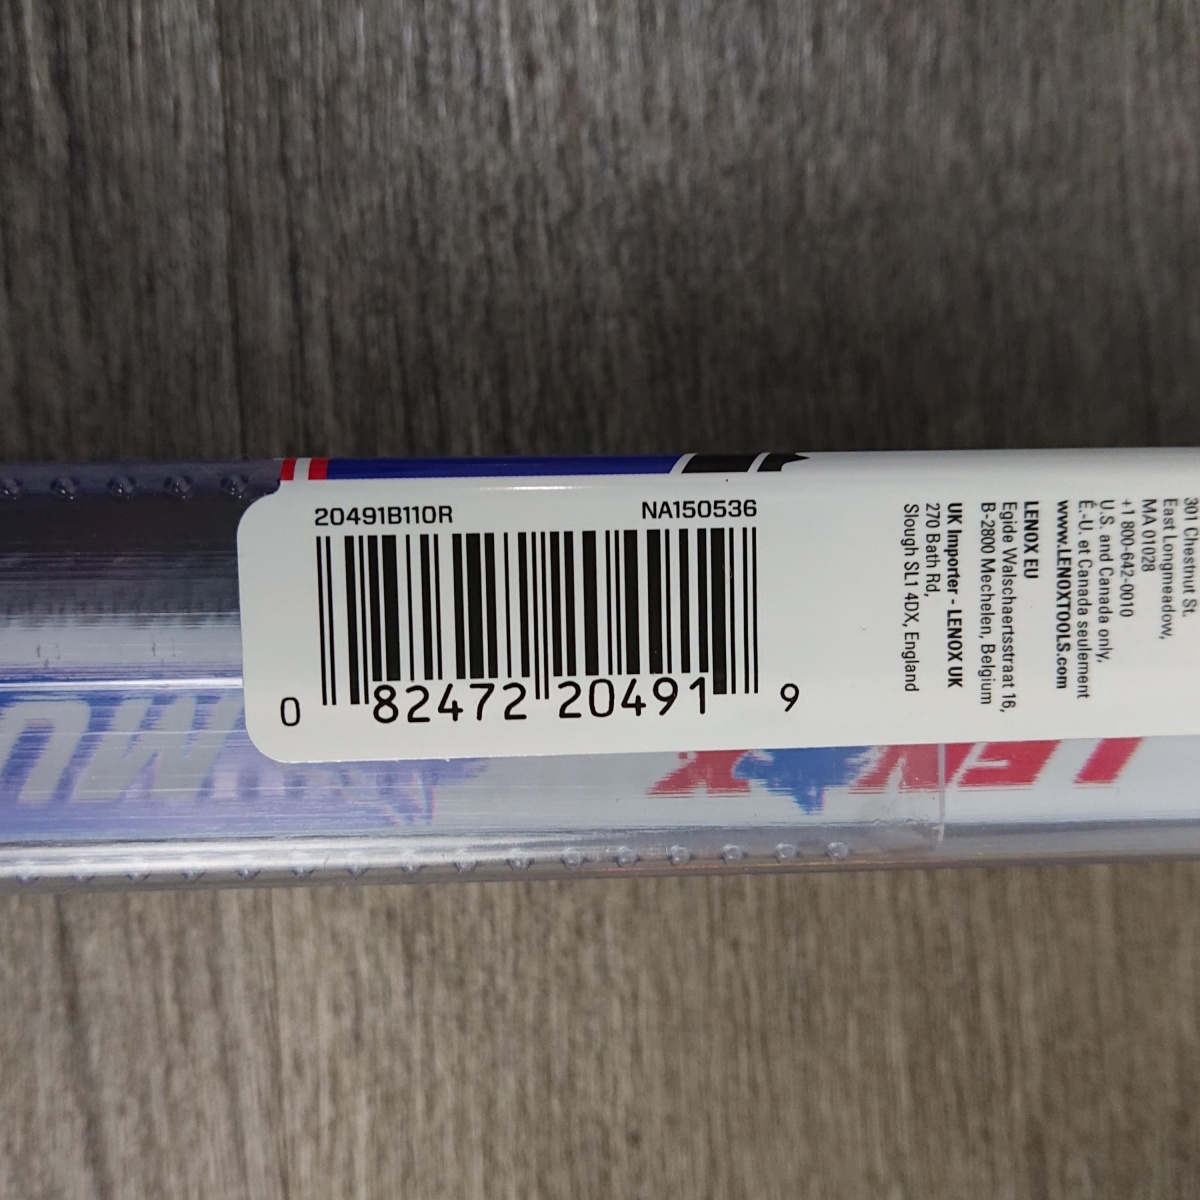 20491B110R NA150536
0 82472 20491 9
301 Chestnut St.
East Longmeadow,
MA 01028
+1 800-642-0010
U.S. and Canada only,
É.-U. et Canada seulement
www.LENOXTOOLS.com
LENOX EU
Egide Walschaertsstraat 16,
B-2800 Mechelen, Belgium
UK Importer - LENOX UK
270 Bath Rd,
Slough SL1 4DX, England
LENOX